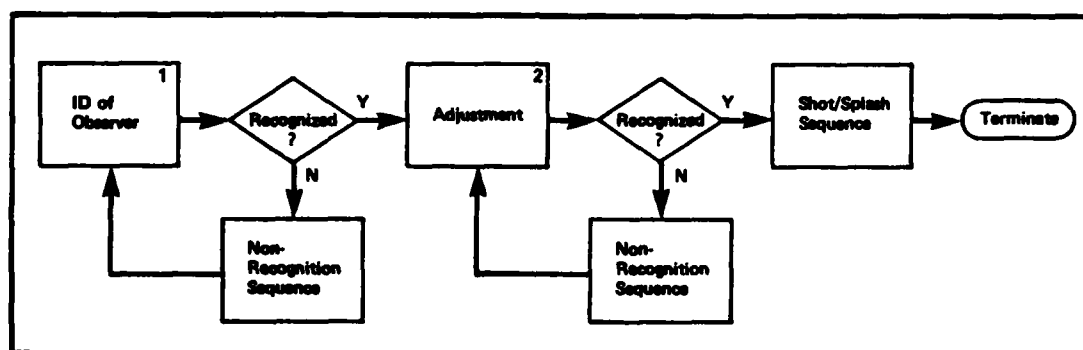 1
ID of
Observer
Recognized
?
Y
N
Non-
Recognition
Sequence
2
Adjustment
Recognized
?
Y
N
Non-
Recognition
Sequence
Shot/Splash
Sequence
Terminate